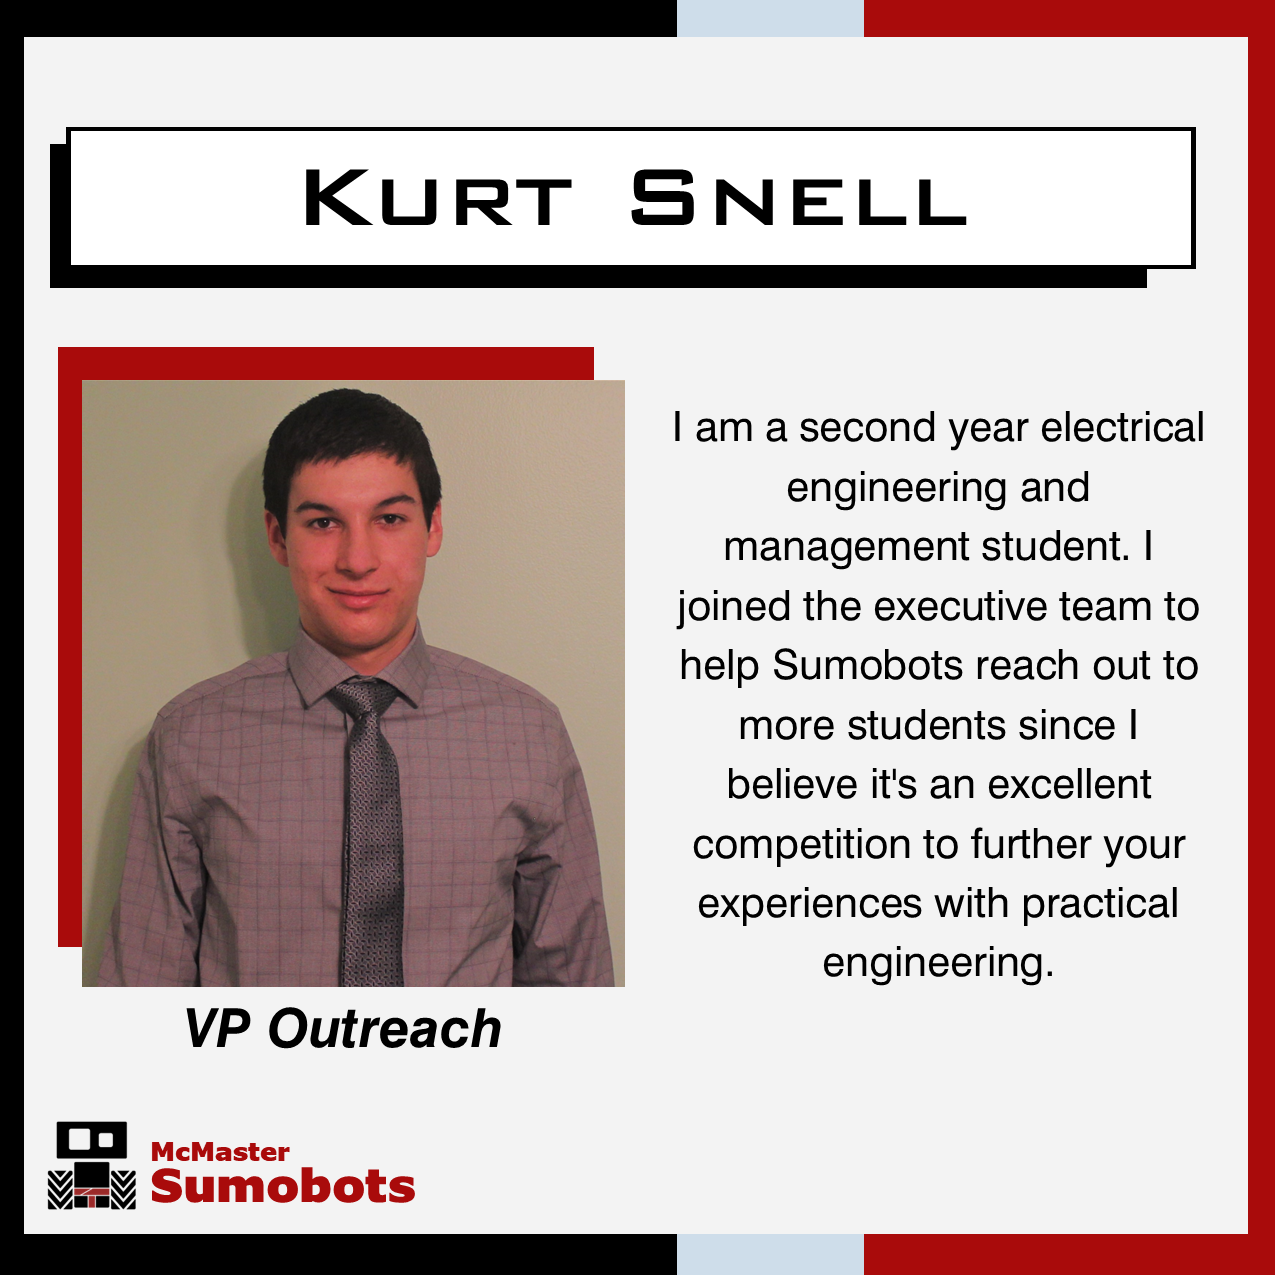 Kurt Snell
I am a second year electrical
engineering and
management student. I
joined the executive team to
help Sumobots reach out to
more students since I
believe it's an excellent
competition to further your
experiences with practical
engineering.
VP Outreach
McMaster
Sumobots